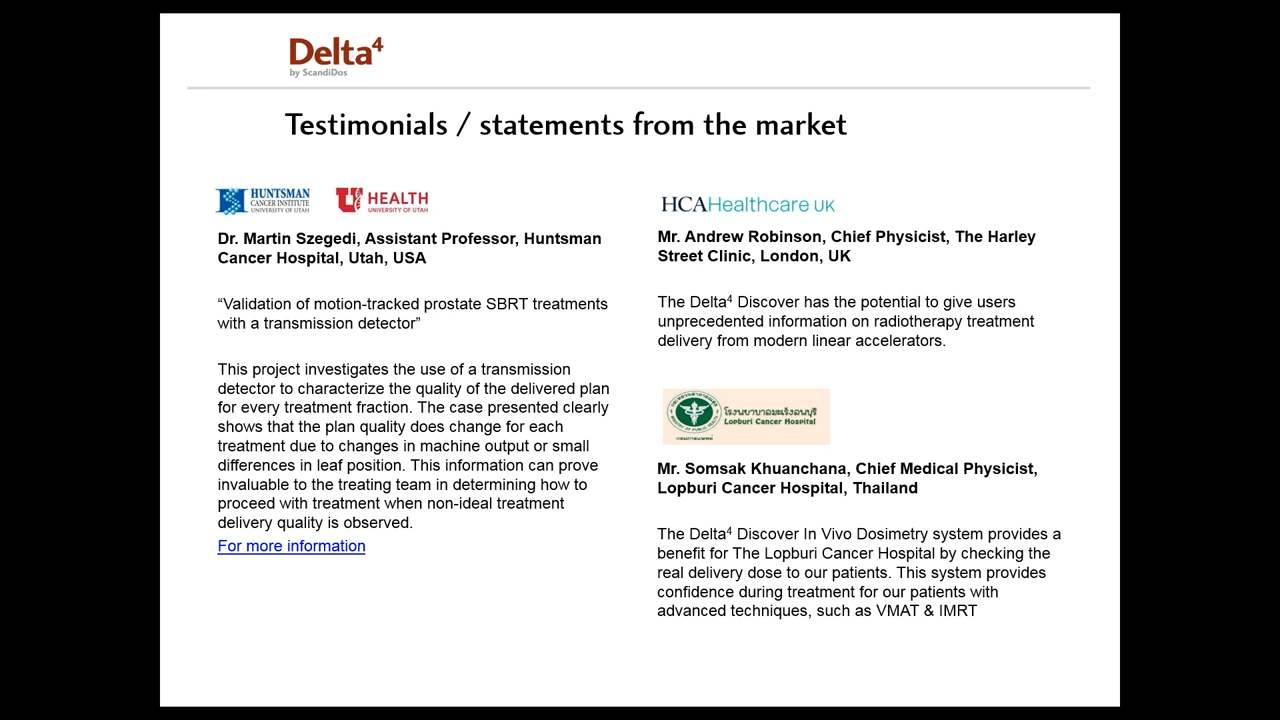 Delta⁴
by ScandiDos
Testimonials / statements from the market
HUNTSMAN
CANCER INSTITUTE
UNIVERSITY OF UTAH
U HEALTH
UNIVERSITY OF UTAH
Dr. Martin Szegedi, Assistant Professor, Huntsman
Cancer Hospital, Utah, USA
“Validation of motion-tracked prostate SBRT treatments
with a transmission detector”
This project investigates the use of a transmission
detector to characterize the quality of the delivered plan
for every treatment fraction. The case presented clearly
shows that the plan quality does change for each
treatment due to changes in machine output or small
differences in leaf position. This information can prove
invaluable to the treating team in determining how to
proceed with treatment when non-ideal treatment
delivery quality is observed.
For more information
HCAHealthcare UK
Mr. Andrew Robinson, Chief Physicist, The Harley
Street Clinic, London, UK
The Delta⁴ Discover has the potential to give users
unprecedented information on radiotherapy treatment
delivery from modern linear accelerators.
โรงพยาบาลมะเร็งลพบุรี
Lopburi Cancer Hospital
Mr. Somsak Khuanchana, Chief Medical Physicist,
Lopburi Cancer Hospital, Thailand
The Delta⁴ Discover In Vivo Dosimetry system provides a
benefit for The Lopburi Cancer Hospital by checking the
real delivery dose to our patients. This system provides
confidence during treatment for our patients with
advanced techniques, such as VMAT & IMRT